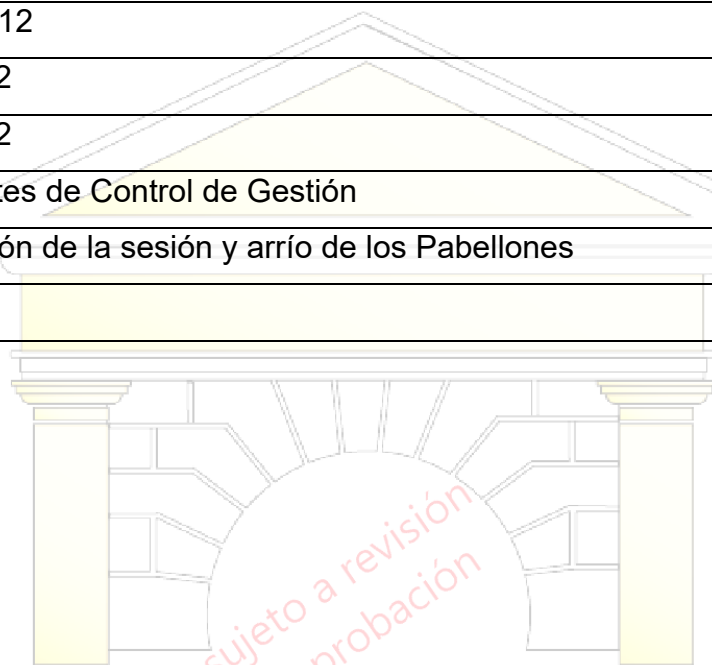 12
2
2
tes de Control de Gestión
ón de la sesión y arrío de los Pabellones
sujeto a revisión
probación